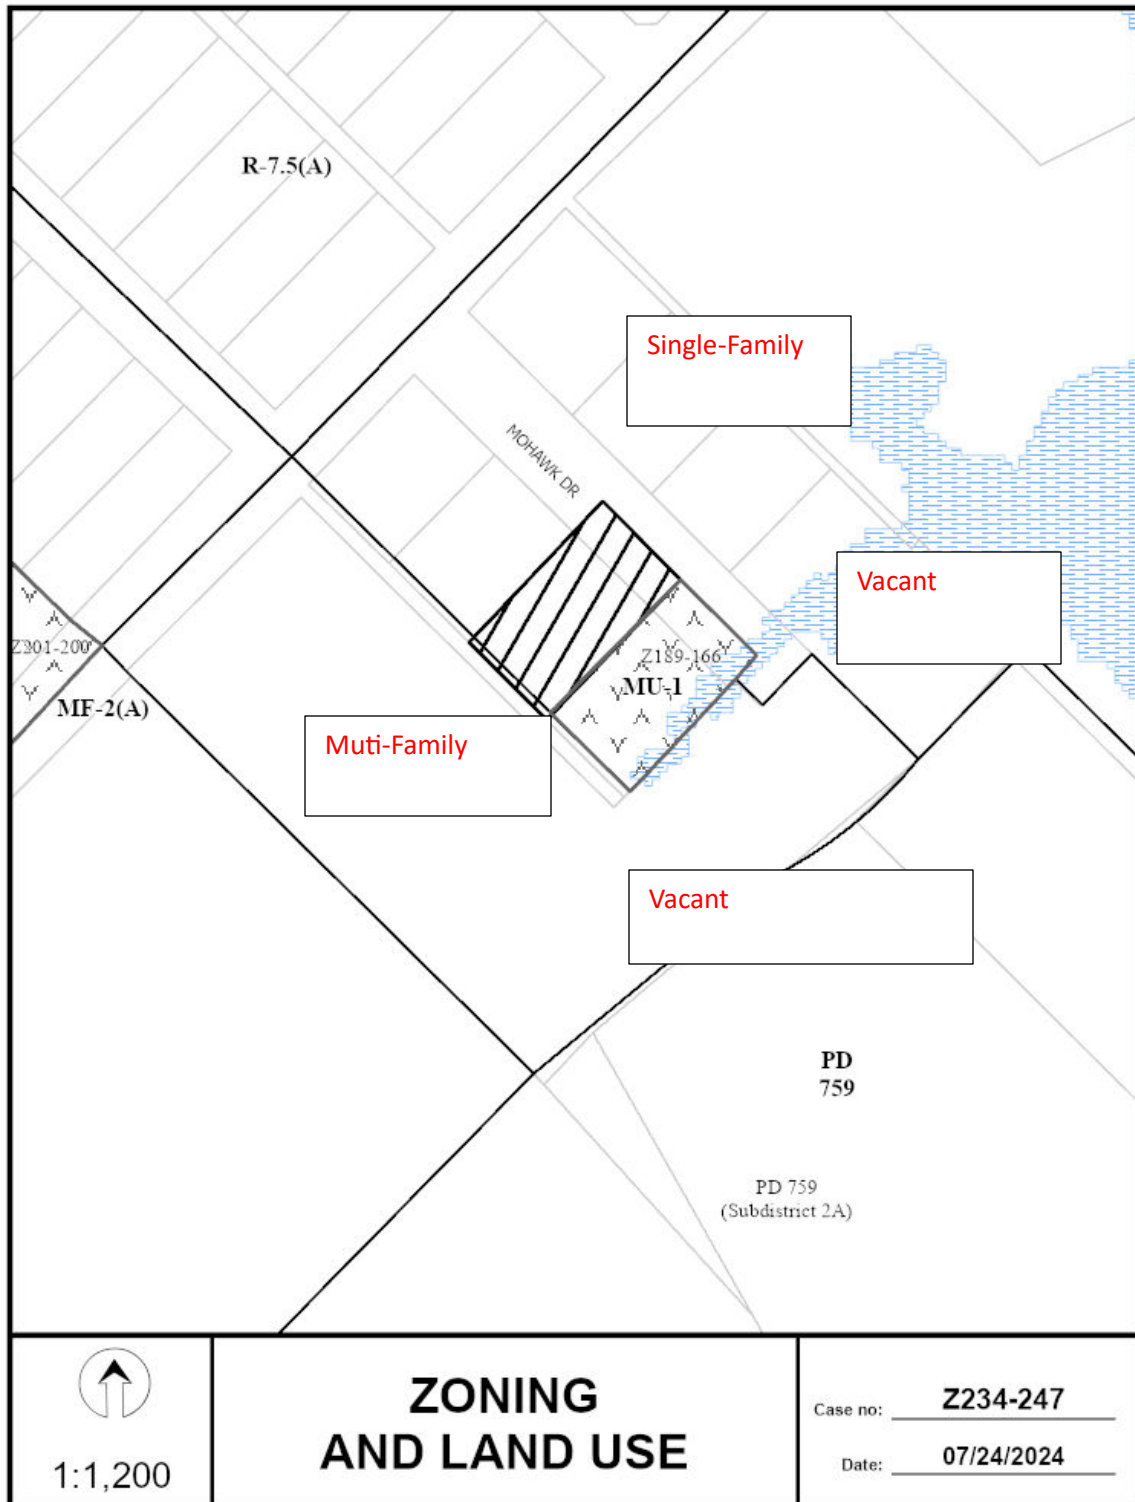 R-7.5(A)
Single-Family
MOHAWK DR
Vacant
Z201-200
Z189-166
MU-1
MF-2(A)
Muti-Family
Vacant
PD
759
PD 759
(Subdistrict 2A)
1:1,200
ZONING
AND LAND USE
Case no: Z234-247
Date: 07/24/2024